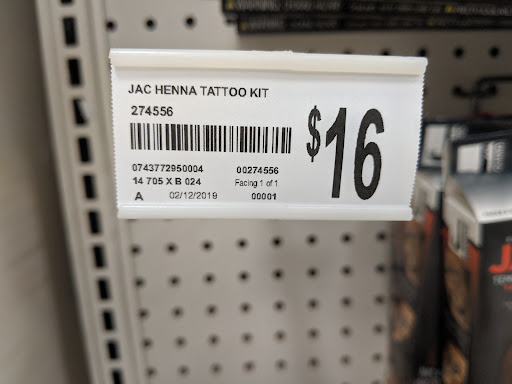 JAC HENNA TATTOO KIT
274556
$16
0743772950004 00274556
14 705 X B 024 Facing 1 of 1
A 02/12/2019 00001